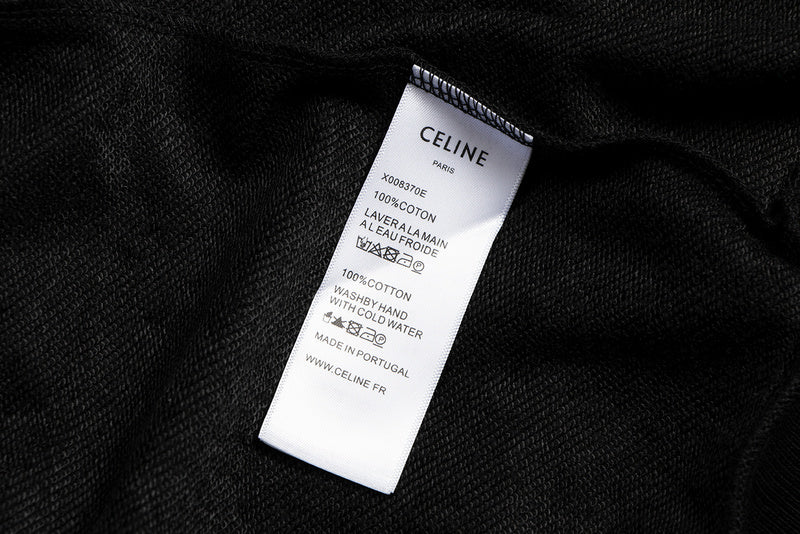 CELINE
PARIS
X008370E
100%COTON
LAVER A LA MAIN
A L EAU FROIDE
P
100%COTTON
WASHBY HAND
WITH COLD WATER
P
MADE IN PORTUGAL
WWW.CELINE FR